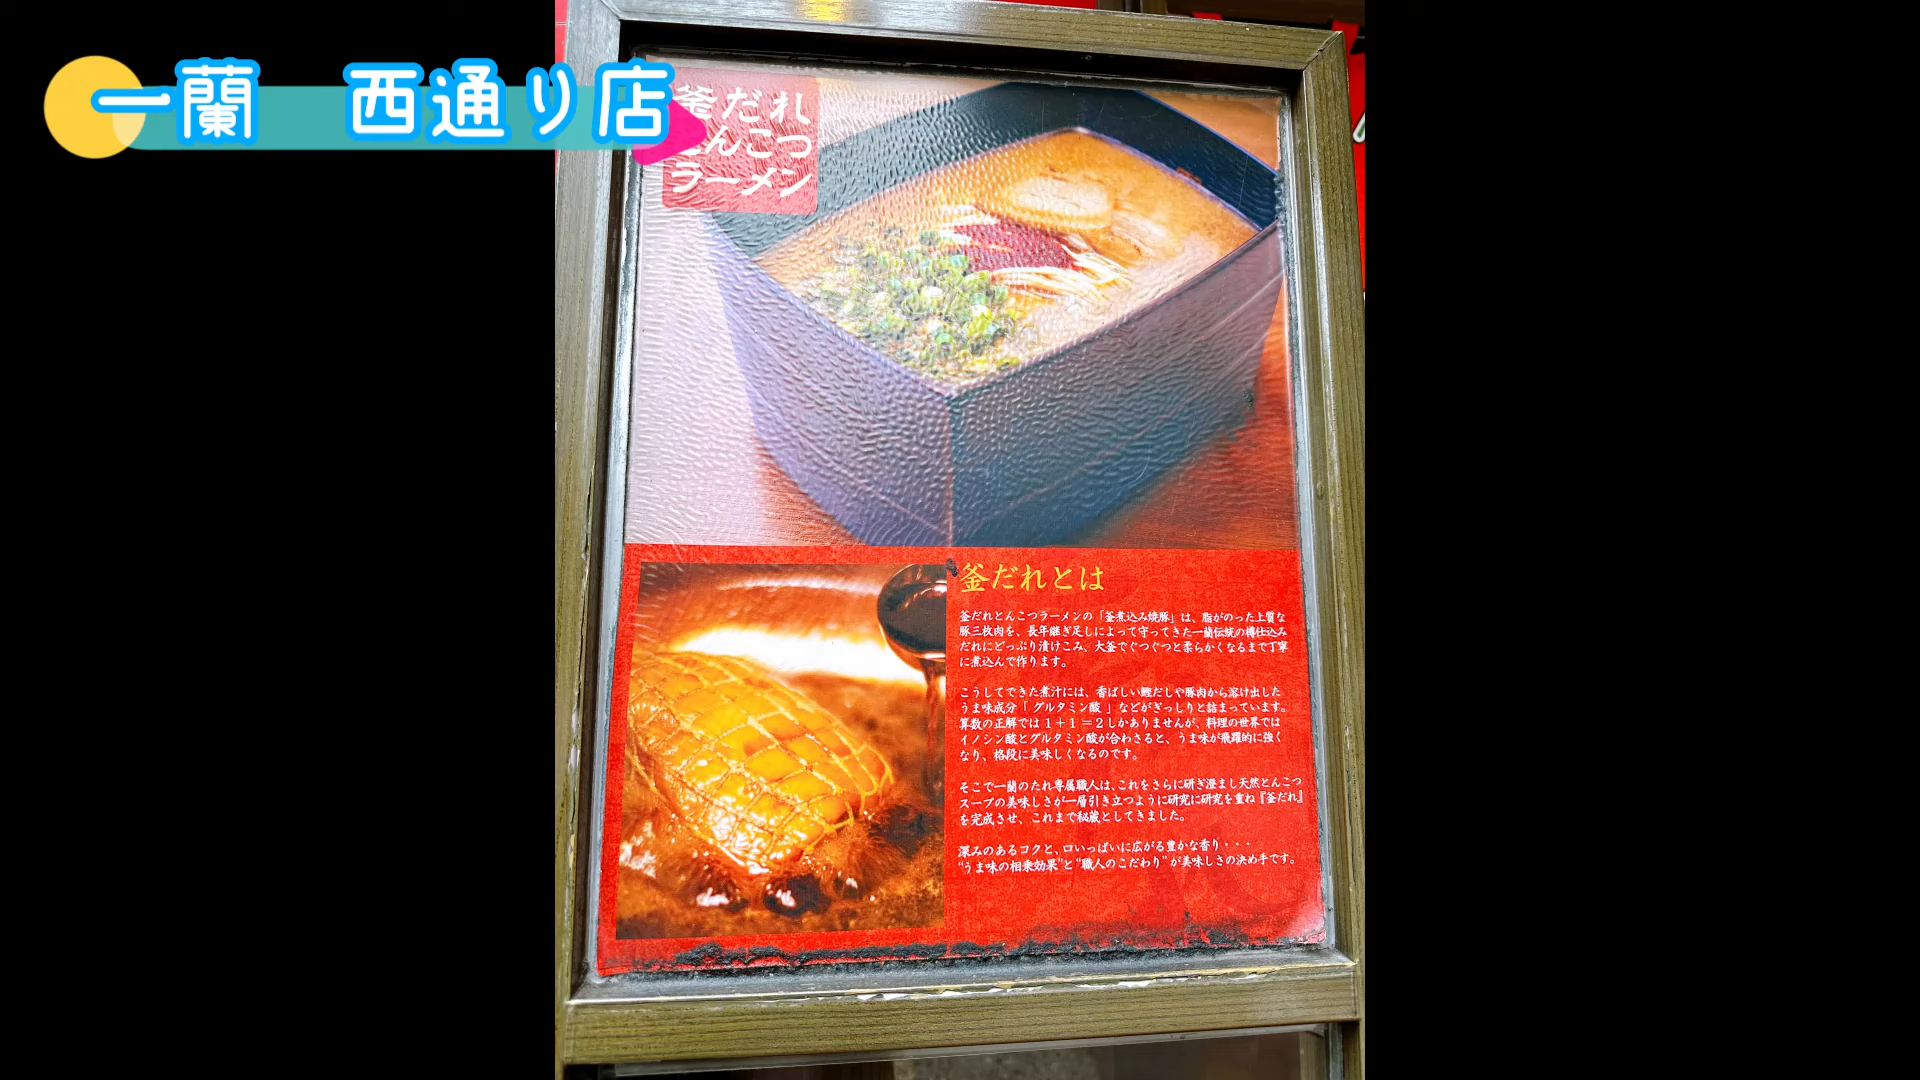 一蘭　西通り店
釜だれ
とんこつ
ラーメン
釜だれとは
釜だれとんこつラーメンの「釜煮込み焼豚」は、脂がのった上質な
豚三枚肉を、長年継ぎ足しによって守ってきた一蘭伝統の樽仕込み
だれにどっぷり漬けこみ、大釜でぐつぐつと柔らかくなるまで丁寧
に煮込んで作ります。
こうしてできた煮汁には、香ばしい鰹だしや豚肉から溶け出した
うま味成分「グルタミン酸」などがぎっしりと詰まっています。
算数の正解では１＋１＝２しかありませんが、料理の世界では
イノシン酸とグルタミン酸が合わさると、うま味が飛躍的に強く
なり、格段に美味しくなるのです。
そこで一蘭のたれ専属職人は、これをさらに研ぎ澄まし天然とんこつ
スープの美味しさが一層引き立つように研究に研究を重ね『釜だれ』
を完成させ、これまで秘蔵としてきました。
深みのあるコクと、口いっぱいに広がる豊かな香り・・・
“うま味の相乗効果”と“職人のこだわり”が美味しさの決め手です。